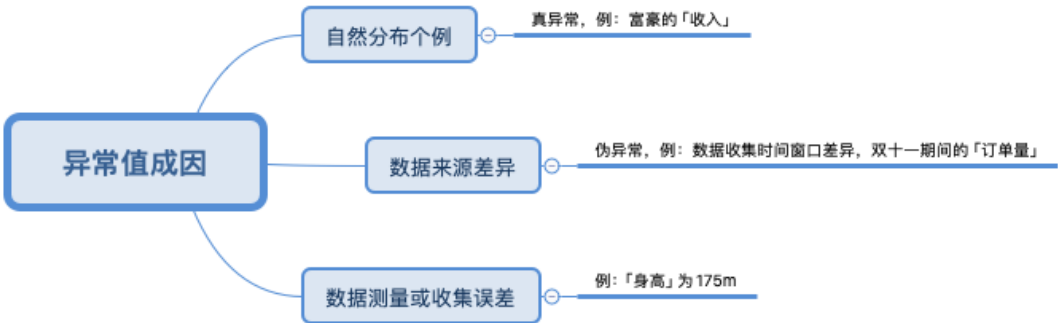 真异常，例：富豪的「收入」
自然分布个例
异常值成因
伪异常，例：数据收集时间窗口差异，双十一期间的「订单量」
数据来源差异
例：「身高」为 175m
数据测量或收集误差